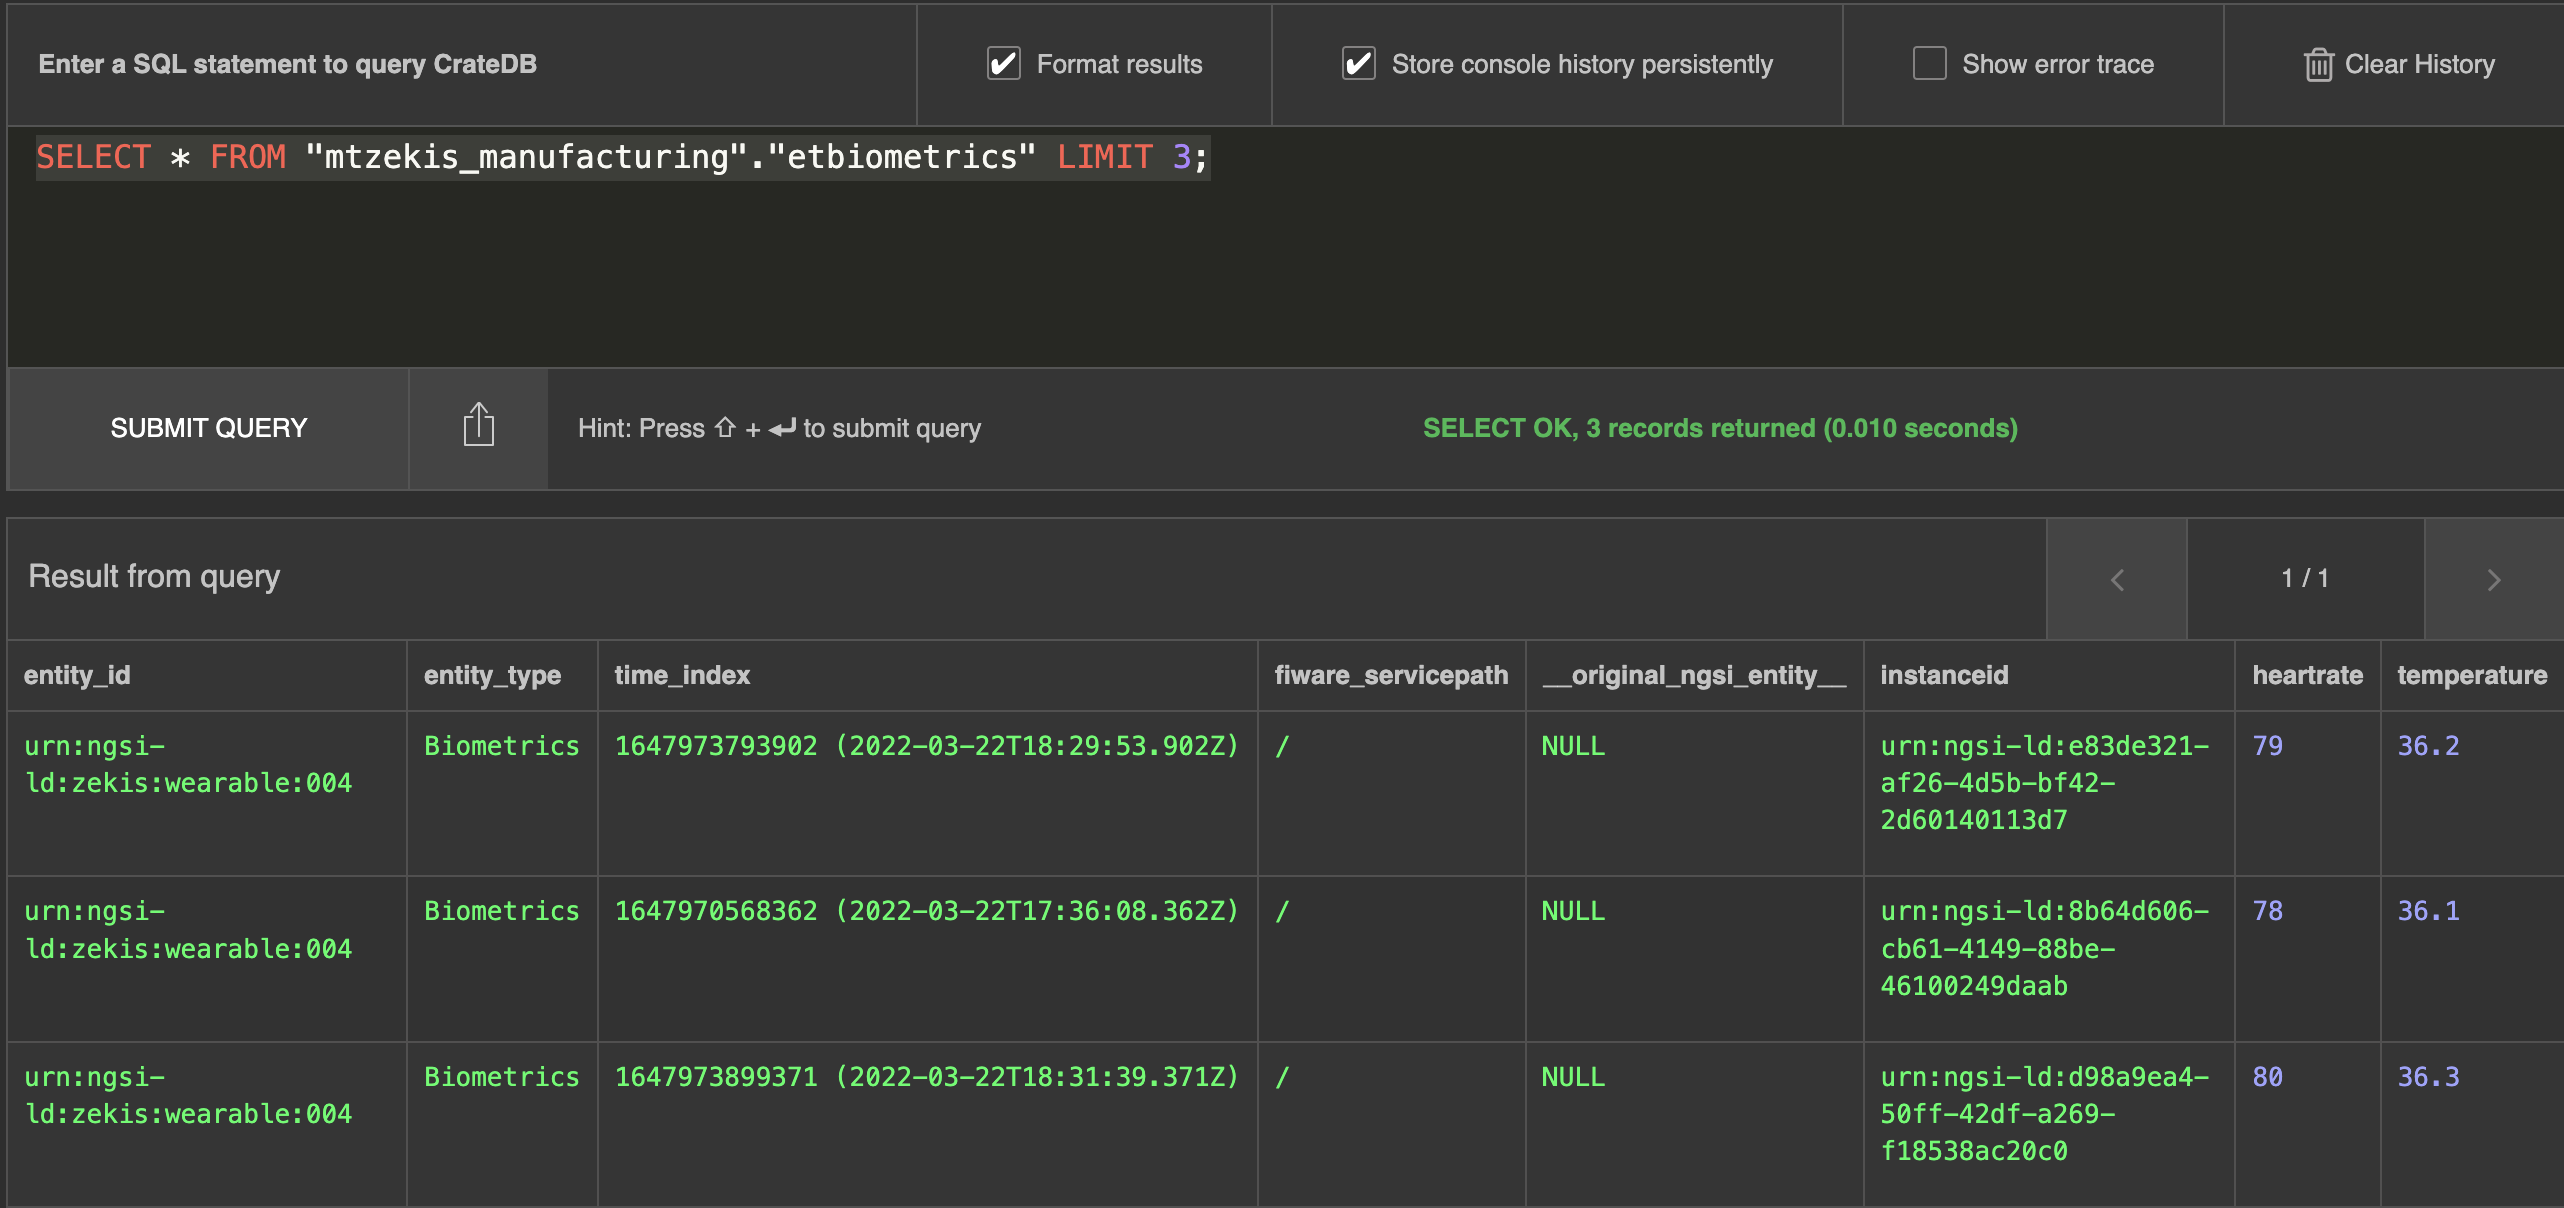 Enter a SQL statement to query CrateDB
Format results
Store console history persistently
Show error trace
Clear History
SELECT * FROM "mtzekis_manufacturing"."etbiometrics" LIMIT 3;
SUBMIT QUERY
Hint: Press ⇧ + ↵ to submit query
SELECT OK, 3 records returned (0.010 seconds)
Result from query
1 / 1
entity_id entity_type time_index fiware_servicepath __original_ngsi_entity__ instanceid heartrate temperature
urn:ngsi- Biometrics 1647973793902 (2022-03-22T18:29:53.902Z) / NULL urn:ngsi-ld:e83de321- 79 36.2
ld:zekis:wearable:004 af26-4d5b-bf42-
2d60140113d7
urn:ngsi- Biometrics 1647970568362 (2022-03-22T17:36:08.362Z) / NULL urn:ngsi-ld:8b64d606- 78 36.1
ld:zekis:wearable:004 cb61-4149-88be-
46100249daab
urn:ngsi- Biometrics 1647973899371 (2022-03-22T18:31:39.371Z) / NULL urn:ngsi-ld:d98a9ea4- 80 36.3
ld:zekis:wearable:004 50ff-42df-a269-
f18538ac20c0